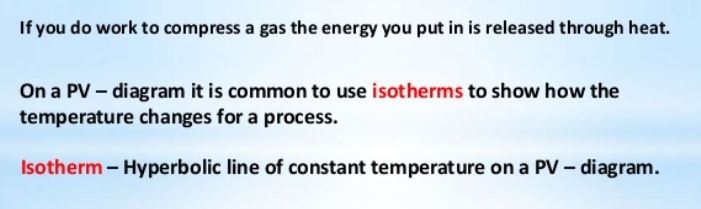 If you do work to compress a gas the energy you put in is released through heat.
On a PV – diagram it is common to use isotherms to show how the
temperature changes for a process.
Isotherm – Hyperbolic line of constant temperature on a PV – diagram.